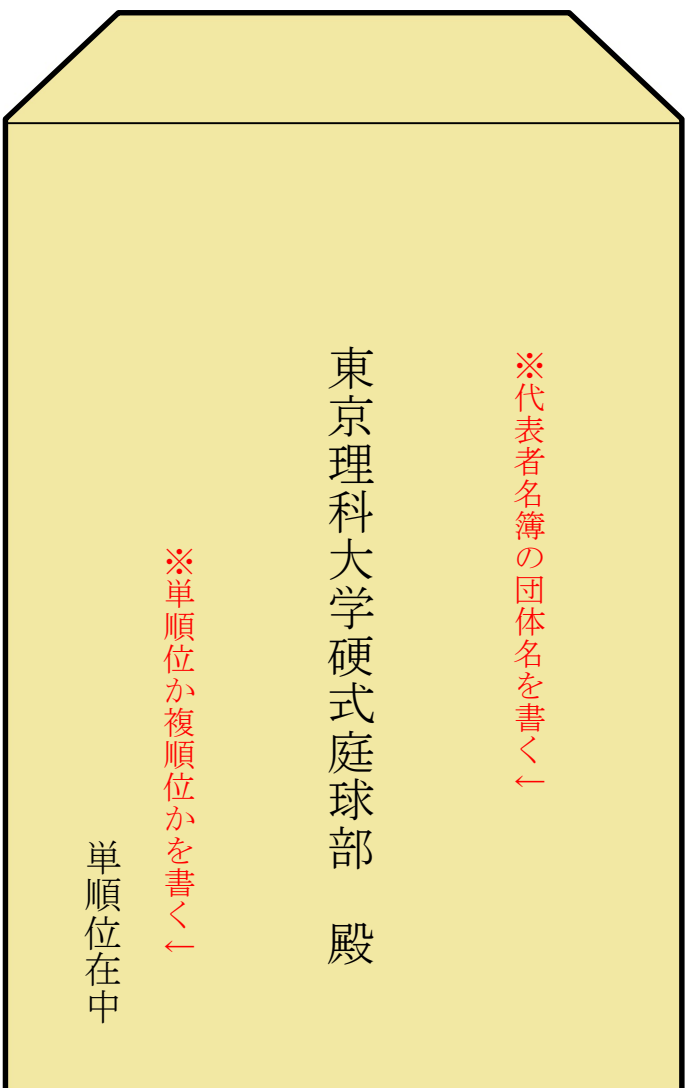 ※代表者名簿の団体名を書く←
東京理科大学硬式庭球部　殿
※単順位か複順位かを書く←
単順位在中